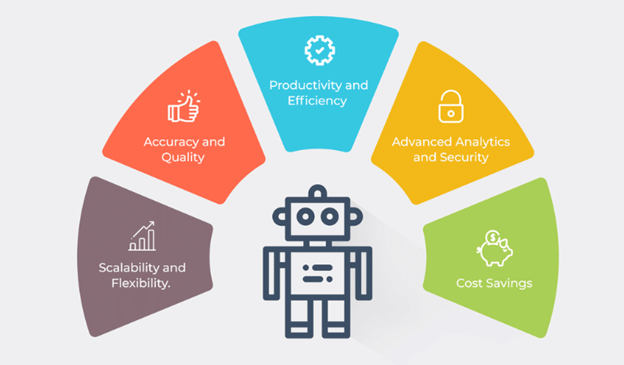 Productivity and
Efficiency
Accuracy and
Quality
Advanced Analytics
and Security
Scalability and
Flexibility.
Cost Savings
$